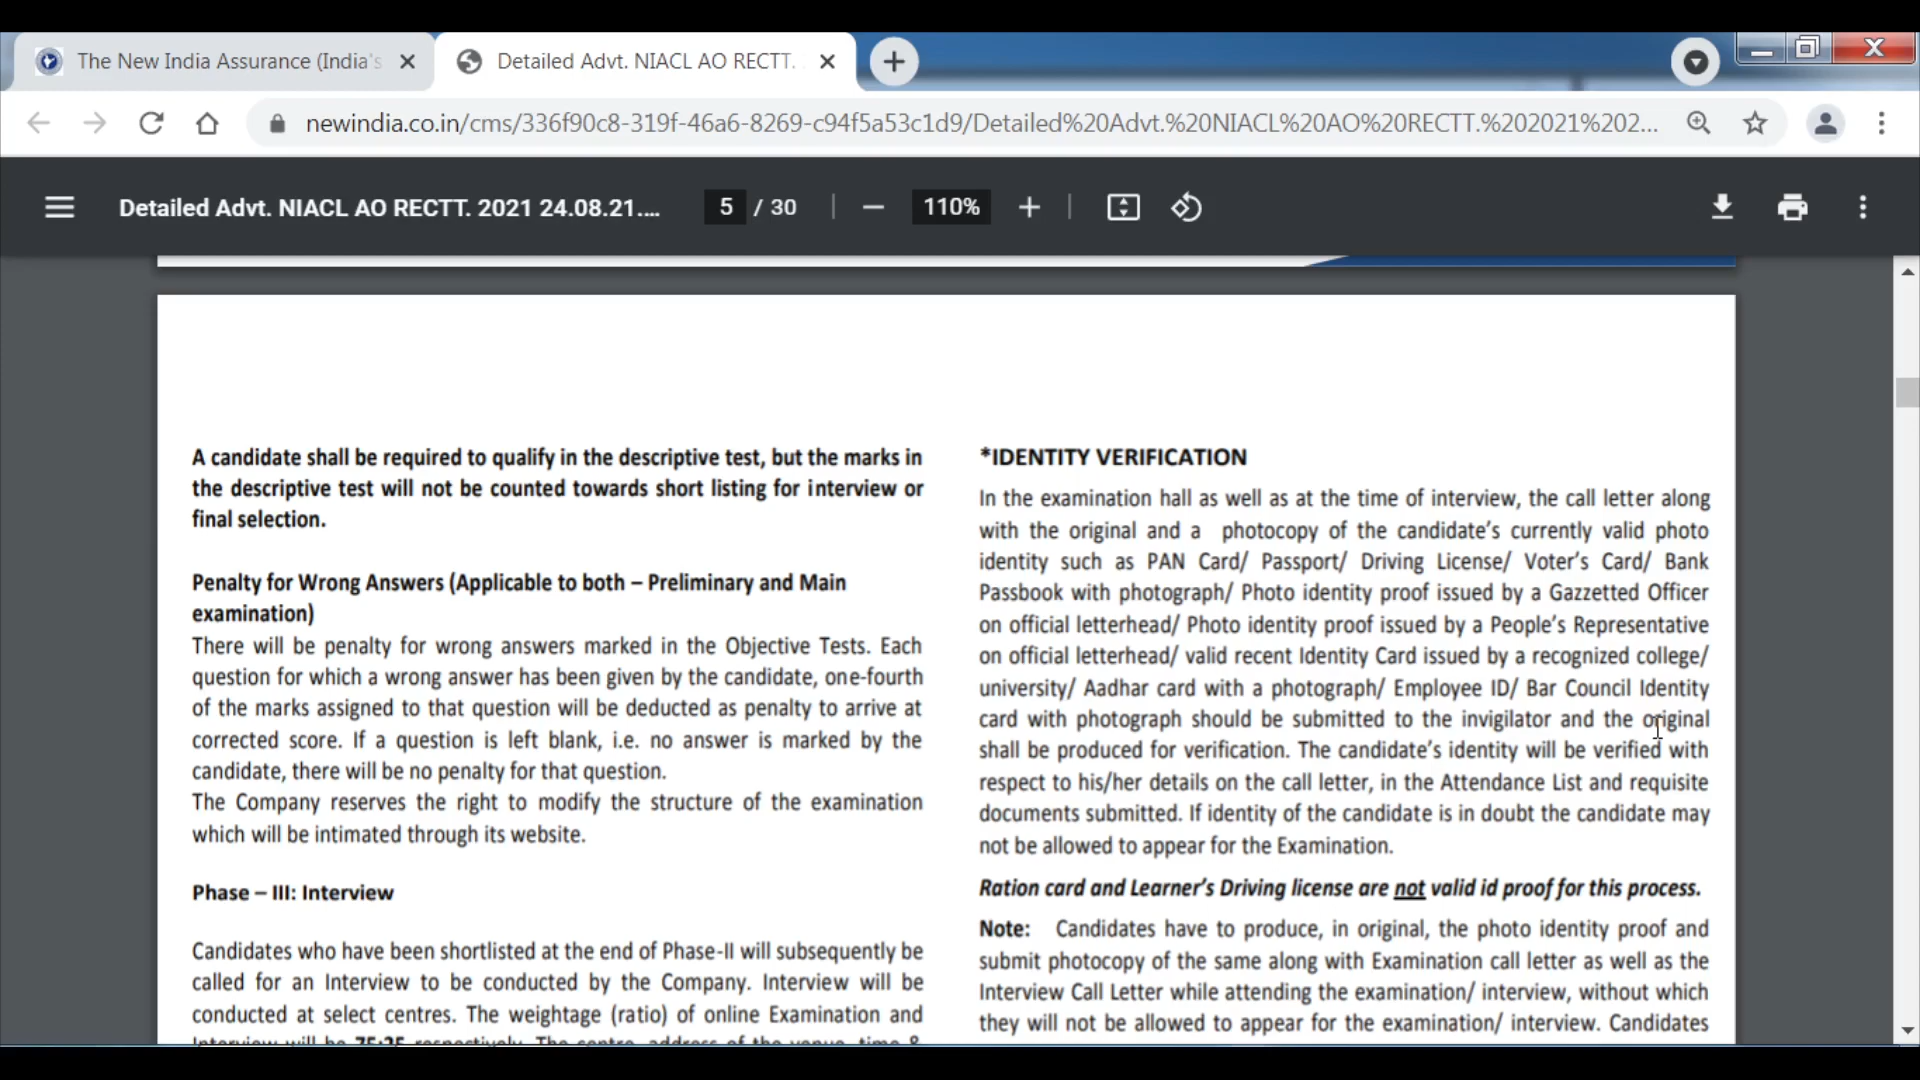 The New India Assurance (India's
Detailed Advt. NIACL AO RECTT.
newindia.co.in/cms/336f90c8-319f-46a6-8269-c94f5a53c1d9/Detailed%20Advt.%20NIACL%20AO%20RECTT.%202021%202...
Detailed Advt. NIACL AO RECTT. 2021 24.08.21....
5 / 30
110%
A candidate shall be required to qualify in the descriptive test, but the marks in
the descriptive test will not be counted towards short listing for interview or
final selection.
Penalty for Wrong Answers (Applicable to both – Preliminary and Main
examination)
There will be penalty for wrong answers marked in the Objective Tests. Each
question for which a wrong answer has been given by the candidate, one-fourth
of the marks assigned to that question will be deducted as penalty to arrive at
corrected score. If a question is left blank, i.e. no answer is marked by the
candidate, there will be no penalty for that question.
The Company reserves the right to modify the structure of the examination
which will be intimated through its website.
Phase – III: Interview
Candidates who have been shortlisted at the end of Phase-II will subsequently be
called for an Interview to be conducted by the Company. Interview will be
conducted at select centres. The weightage (ratio) of online Examination and
Interview will be 75:25 respectively. The centre, address of the venue, time &
*IDENTITY VERIFICATION
In the examination hall as well as at the time of interview, the call letter along
with the original and a photocopy of the candidate's currently valid photo
identity such as PAN Card/ Passport/ Driving License/ Voter's Card/ Bank
Passbook with photograph/ Photo identity proof issued by a Gazzetted Officer
on official letterhead/ Photo identity proof issued by a People's Representative
on official letterhead/ valid recent Identity Card issued by a recognized college/
university/ Aadhar card with a photograph/ Employee ID/ Bar Council Identity
card with photograph should be submitted to the invigilator and the original
shall be produced for verification. The candidate's identity will be verified with
respect to his/her details on the call letter, in the Attendance List and requisite
documents submitted. If identity of the candidate is in doubt the candidate may
not be allowed to appear for the Examination.
Ration card and Learner's Driving license are not valid id proof for this process.
Note: Candidates have to produce, in original, the photo identity proof and
submit photocopy of the same along with Examination call letter as well as the
Interview Call Letter while attending the examination/ interview, without which
they will not be allowed to appear for the examination/ interview. Candidates